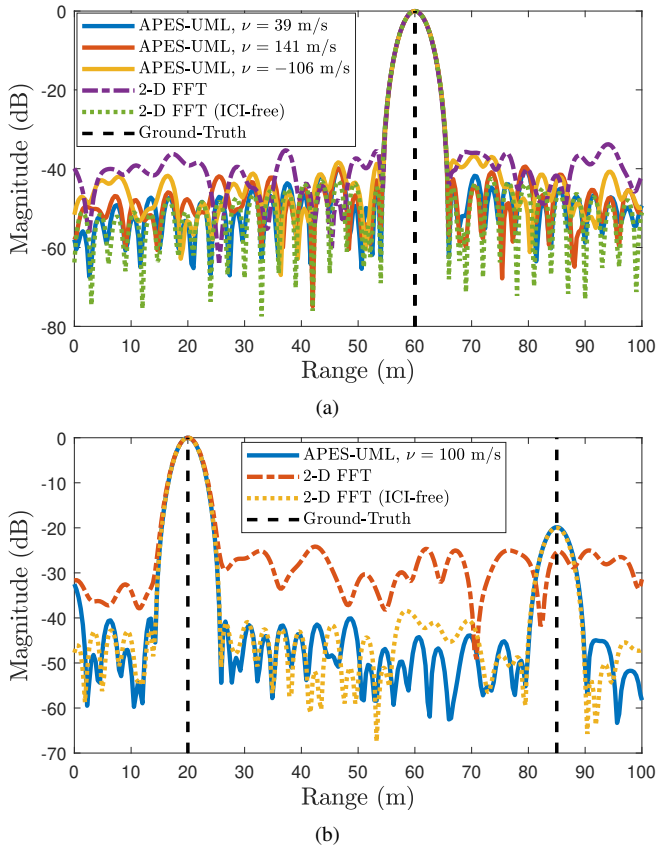 0
-20
-40
-60
-80
Magnitude (dB)
APES-UML, ν = 39 m/s
APES-UML, ν = 141 m/s
APES-UML, ν = −106 m/s
2-D FFT
2-D FFT (ICI-free)
Ground-Truth
0 10 20 30 40 50 60 70 80 90 100
Range (m)
(a)
0
-10
-20
-30
-40
-50
-60
-70
Magnitude (dB)
APES-UML, ν = 100 m/s
2-D FFT
2-D FFT (ICI-free)
Ground-Truth
0 10 20 30 40 50 60 70 80 90 100
Range (m)
(b)